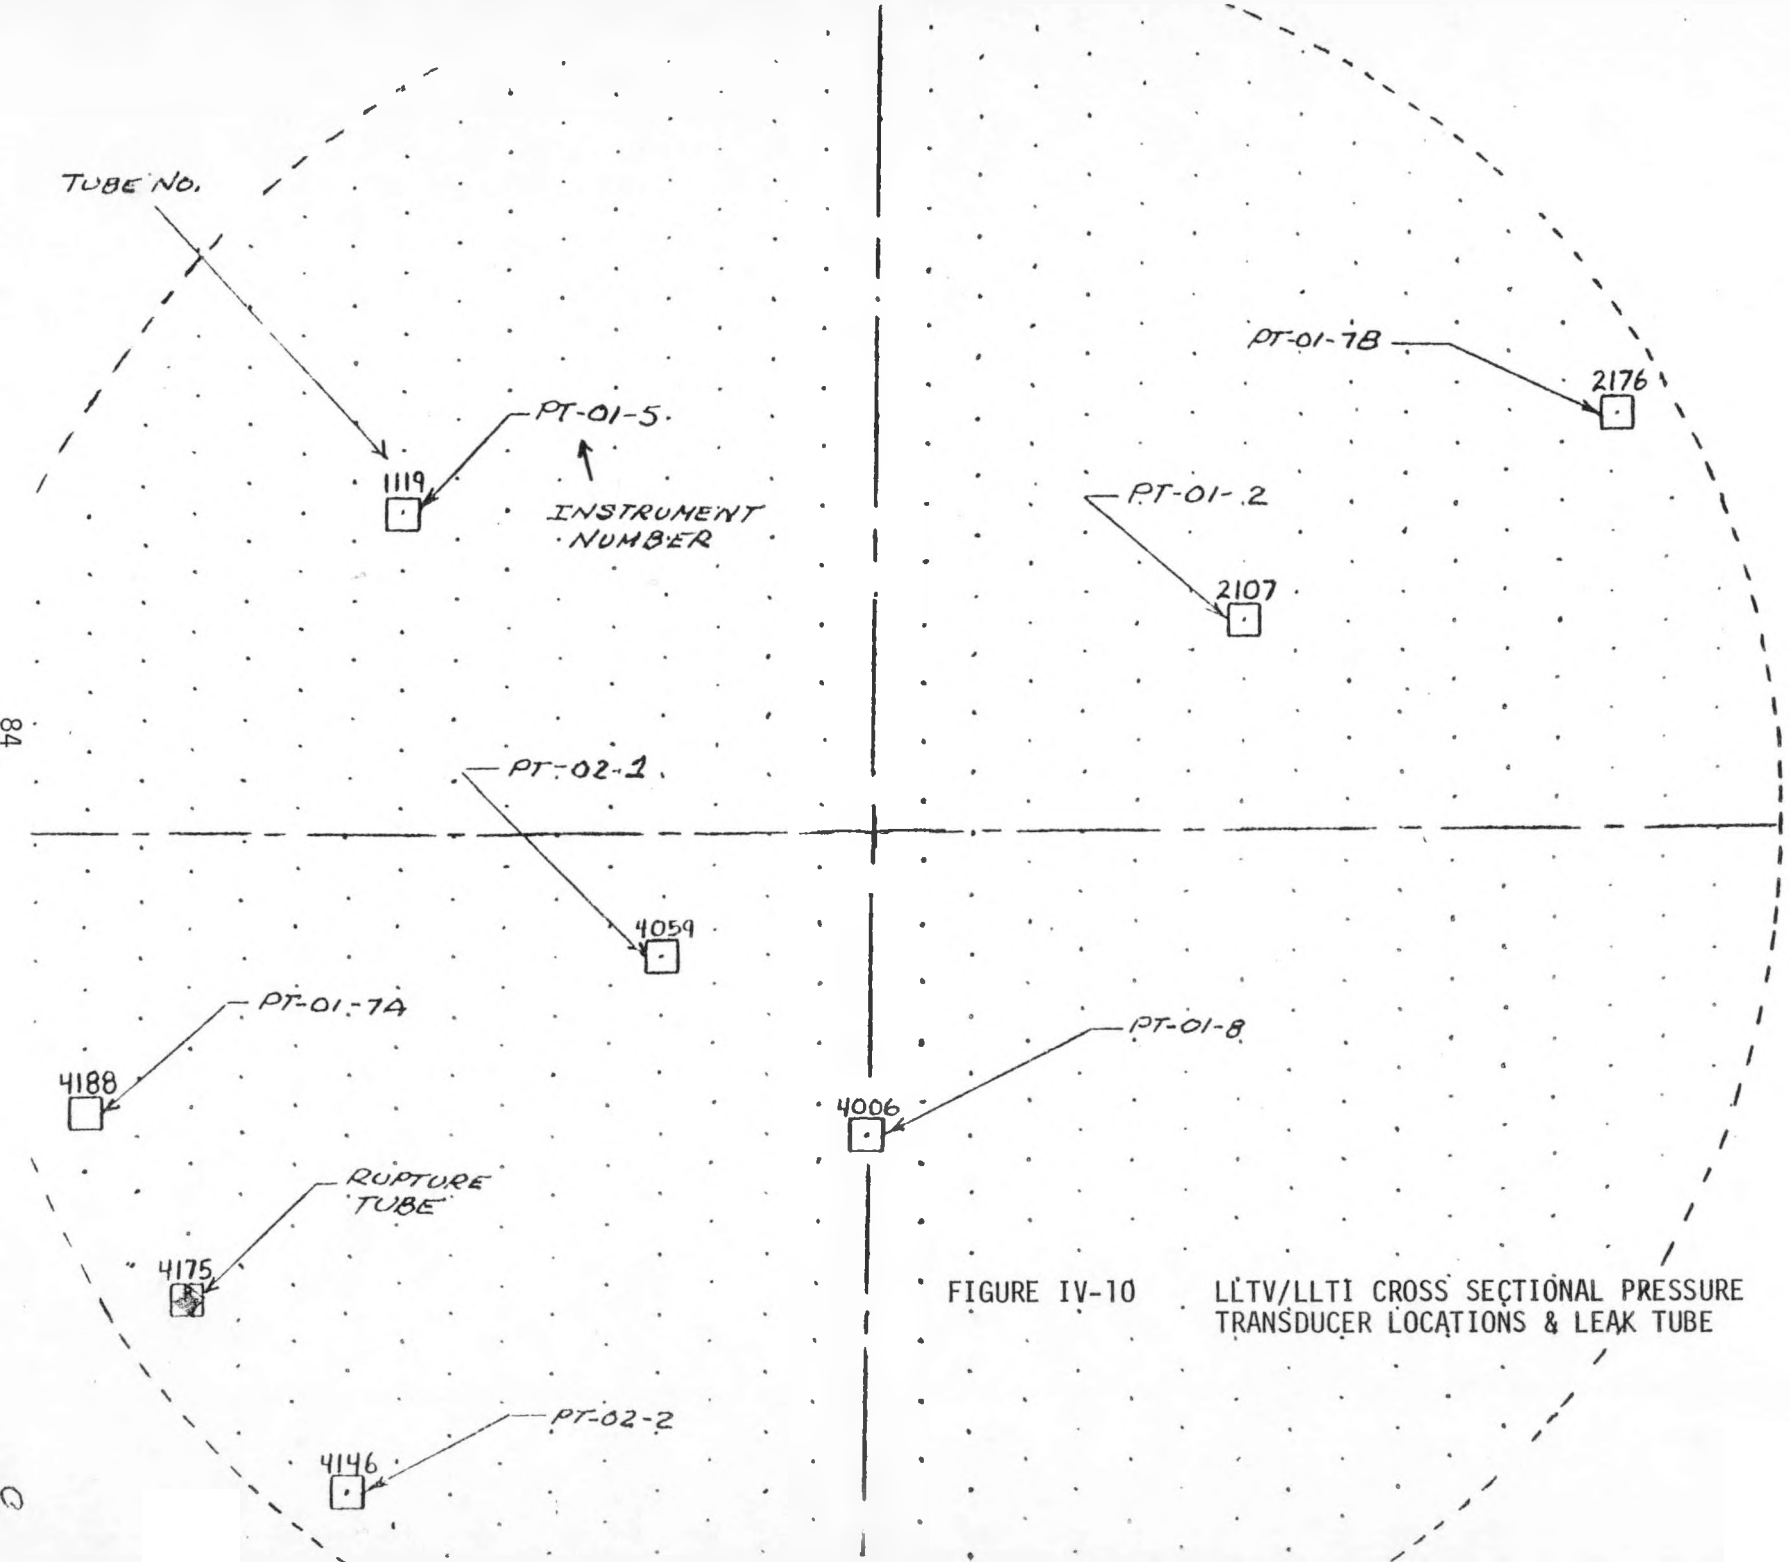 TUBE NO.
PT-01-7B
2176
PT-01-5
1119
INSTRUMENT
NUMBER
PT-01-2
2107
84
PT-02-1
4059
PT-01-7A
4188
PT-01-8
4006
RUPTURE
TUBE
4175
FIGURE IV-10 LLTV/LLTI CROSS SECTIONAL PRESSURE
TRANSDUCER LOCATIONS & LEAK TUBE
PT-02-2
4146